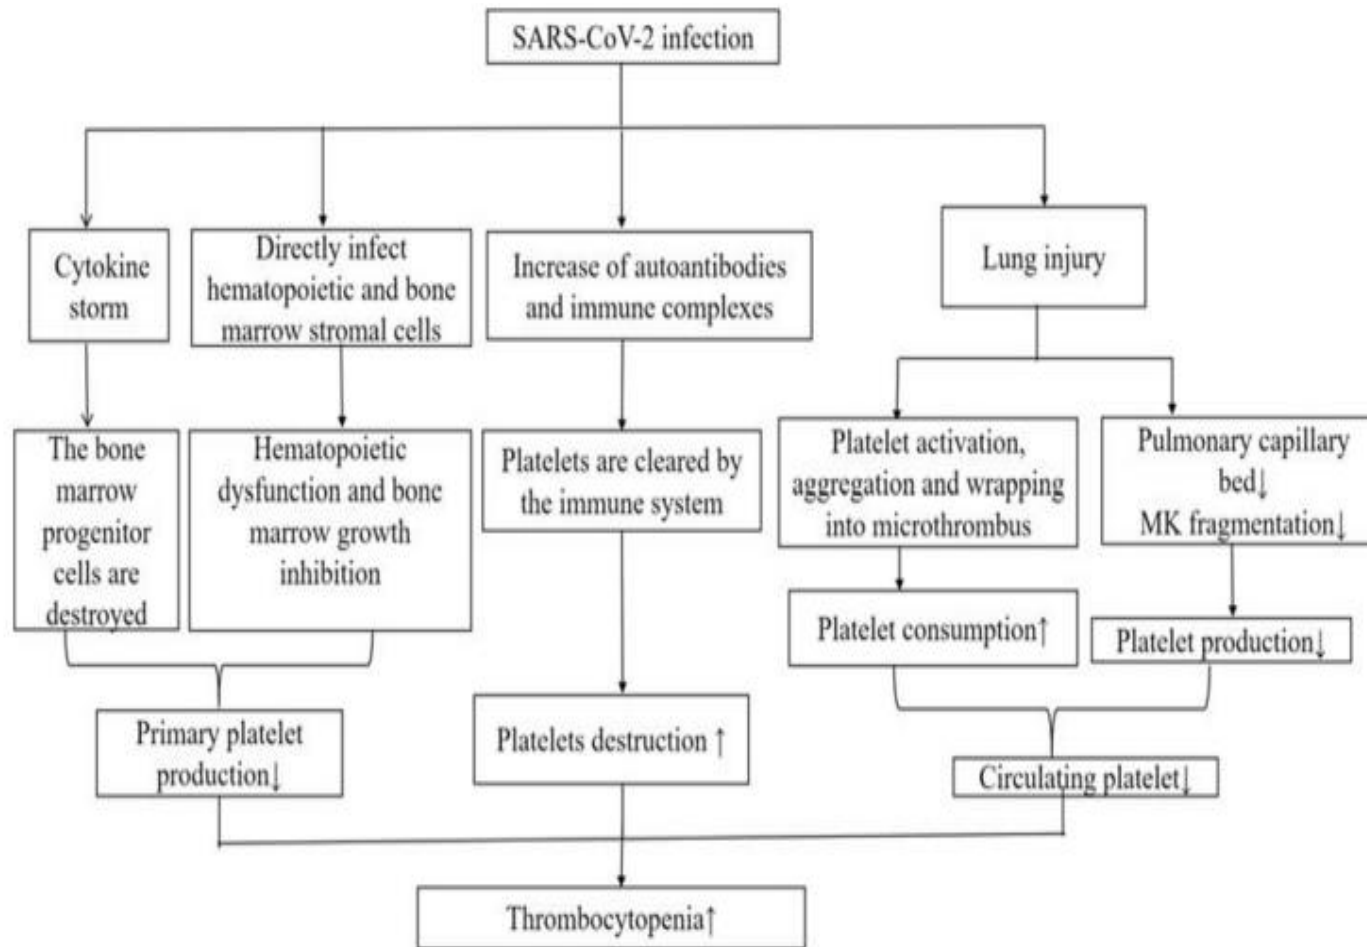 SARS-CoV-2 infection
Cytokine
storm
Directly infect
hematopoietic and bone
marrow stromal cells
Increase of autoantibodies
and immune complexes
Lung injury
The bone
marrow
progenitor
cells are
destroyed
Hematopoietic
dysfunction and bone
marrow growth
inhibition
Platelets are cleared by
the immune system
Platelet activation,
aggregation and wrapping
into microthrombus
Pulmonary capillary
bed↓
MK fragmentation↓
Platelet consumption↑
Platelet production↓
Primary platelet
production↓
Platelets destruction ↑
Circulating platelet↓
Thrombocytopenia↑